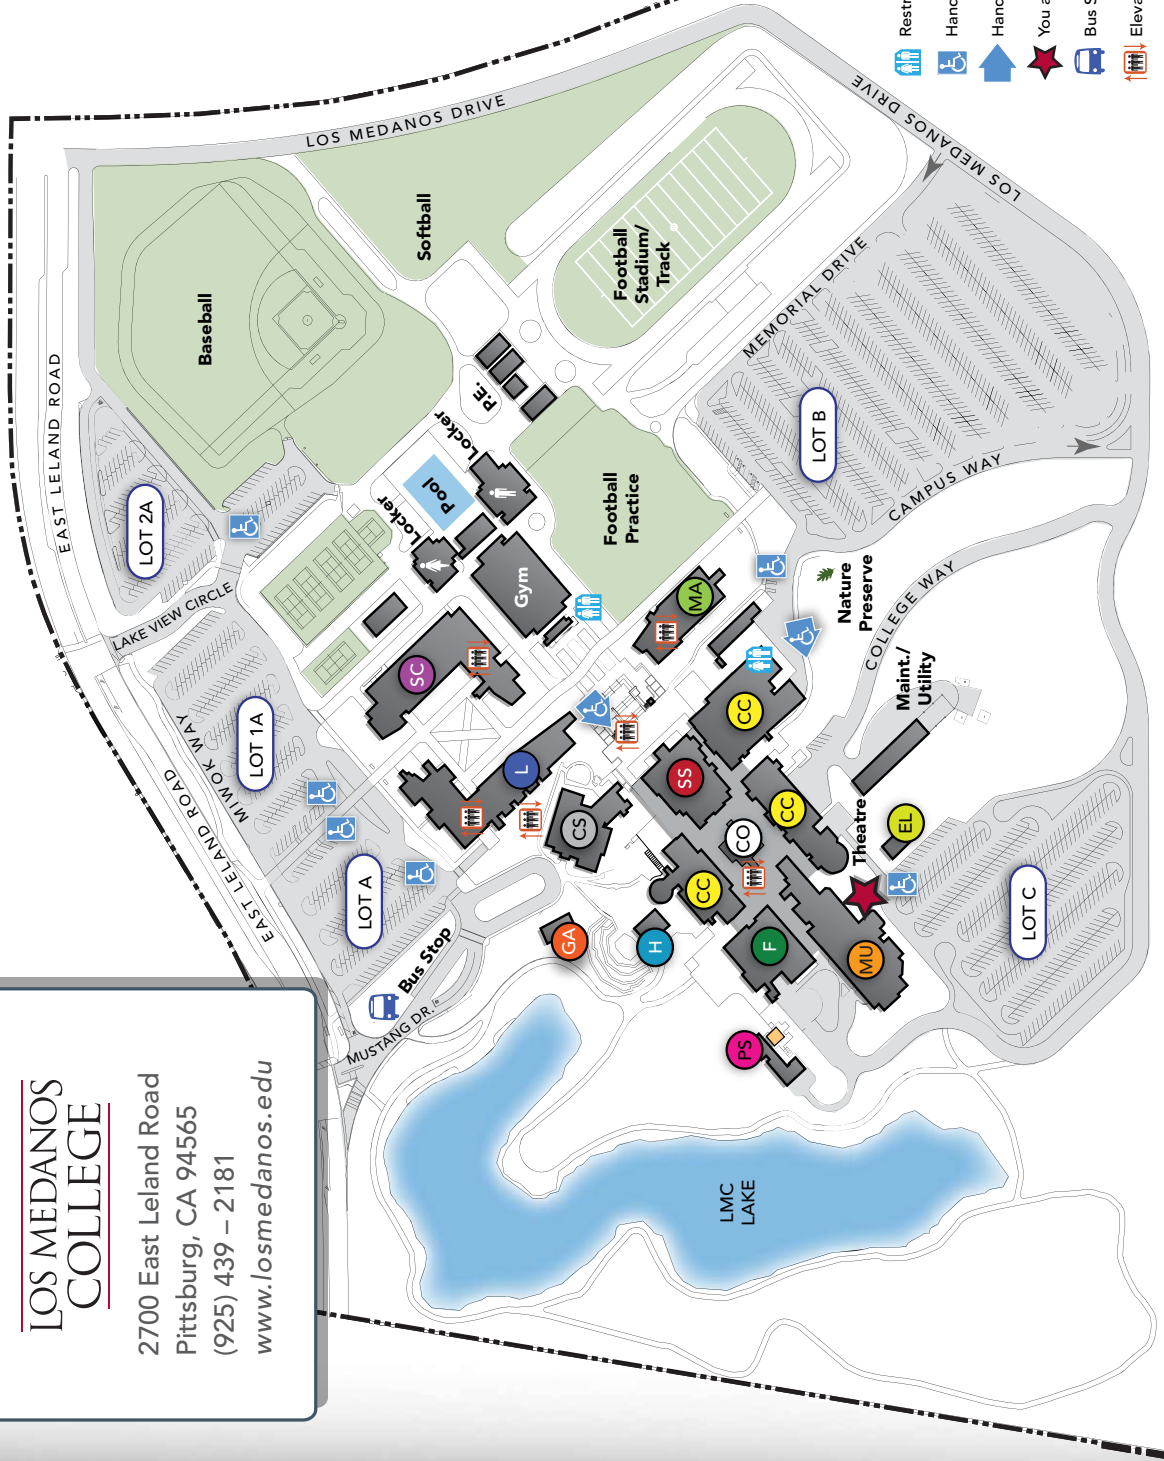 LOS MEDANOS
COLLEGE
2700 East Leland Road
Pittsburg, CA 94565
(925) 439 – 2181
www.losmedanos.edu
EAST LELAND ROAD
EAST LELAND ROAD
MIWOK WAY
LAKE VIEW CIRCLE
LOS MEDANOS DRIVE
LOS MEDANOS DRIVE
MEMORIAL DRIVE
CAMPUS WAY
COLLEGE WAY
MUSTANG DR.
Bus Stop
LOT A
LOT 1A
LOT 2A
LOT B
LOT C
Baseball
Softball
Football
Stadium/
Track
Football
Practice
P.E.
Locker
Locker
Pool
Gym
SC
L
CS
MA
CC
SS
CC
CO
CC
GA
H
F
MU
EL
PS
Theatre
Maint./
Utility
Nature
Preserve
LMC
LAKE
Bus S